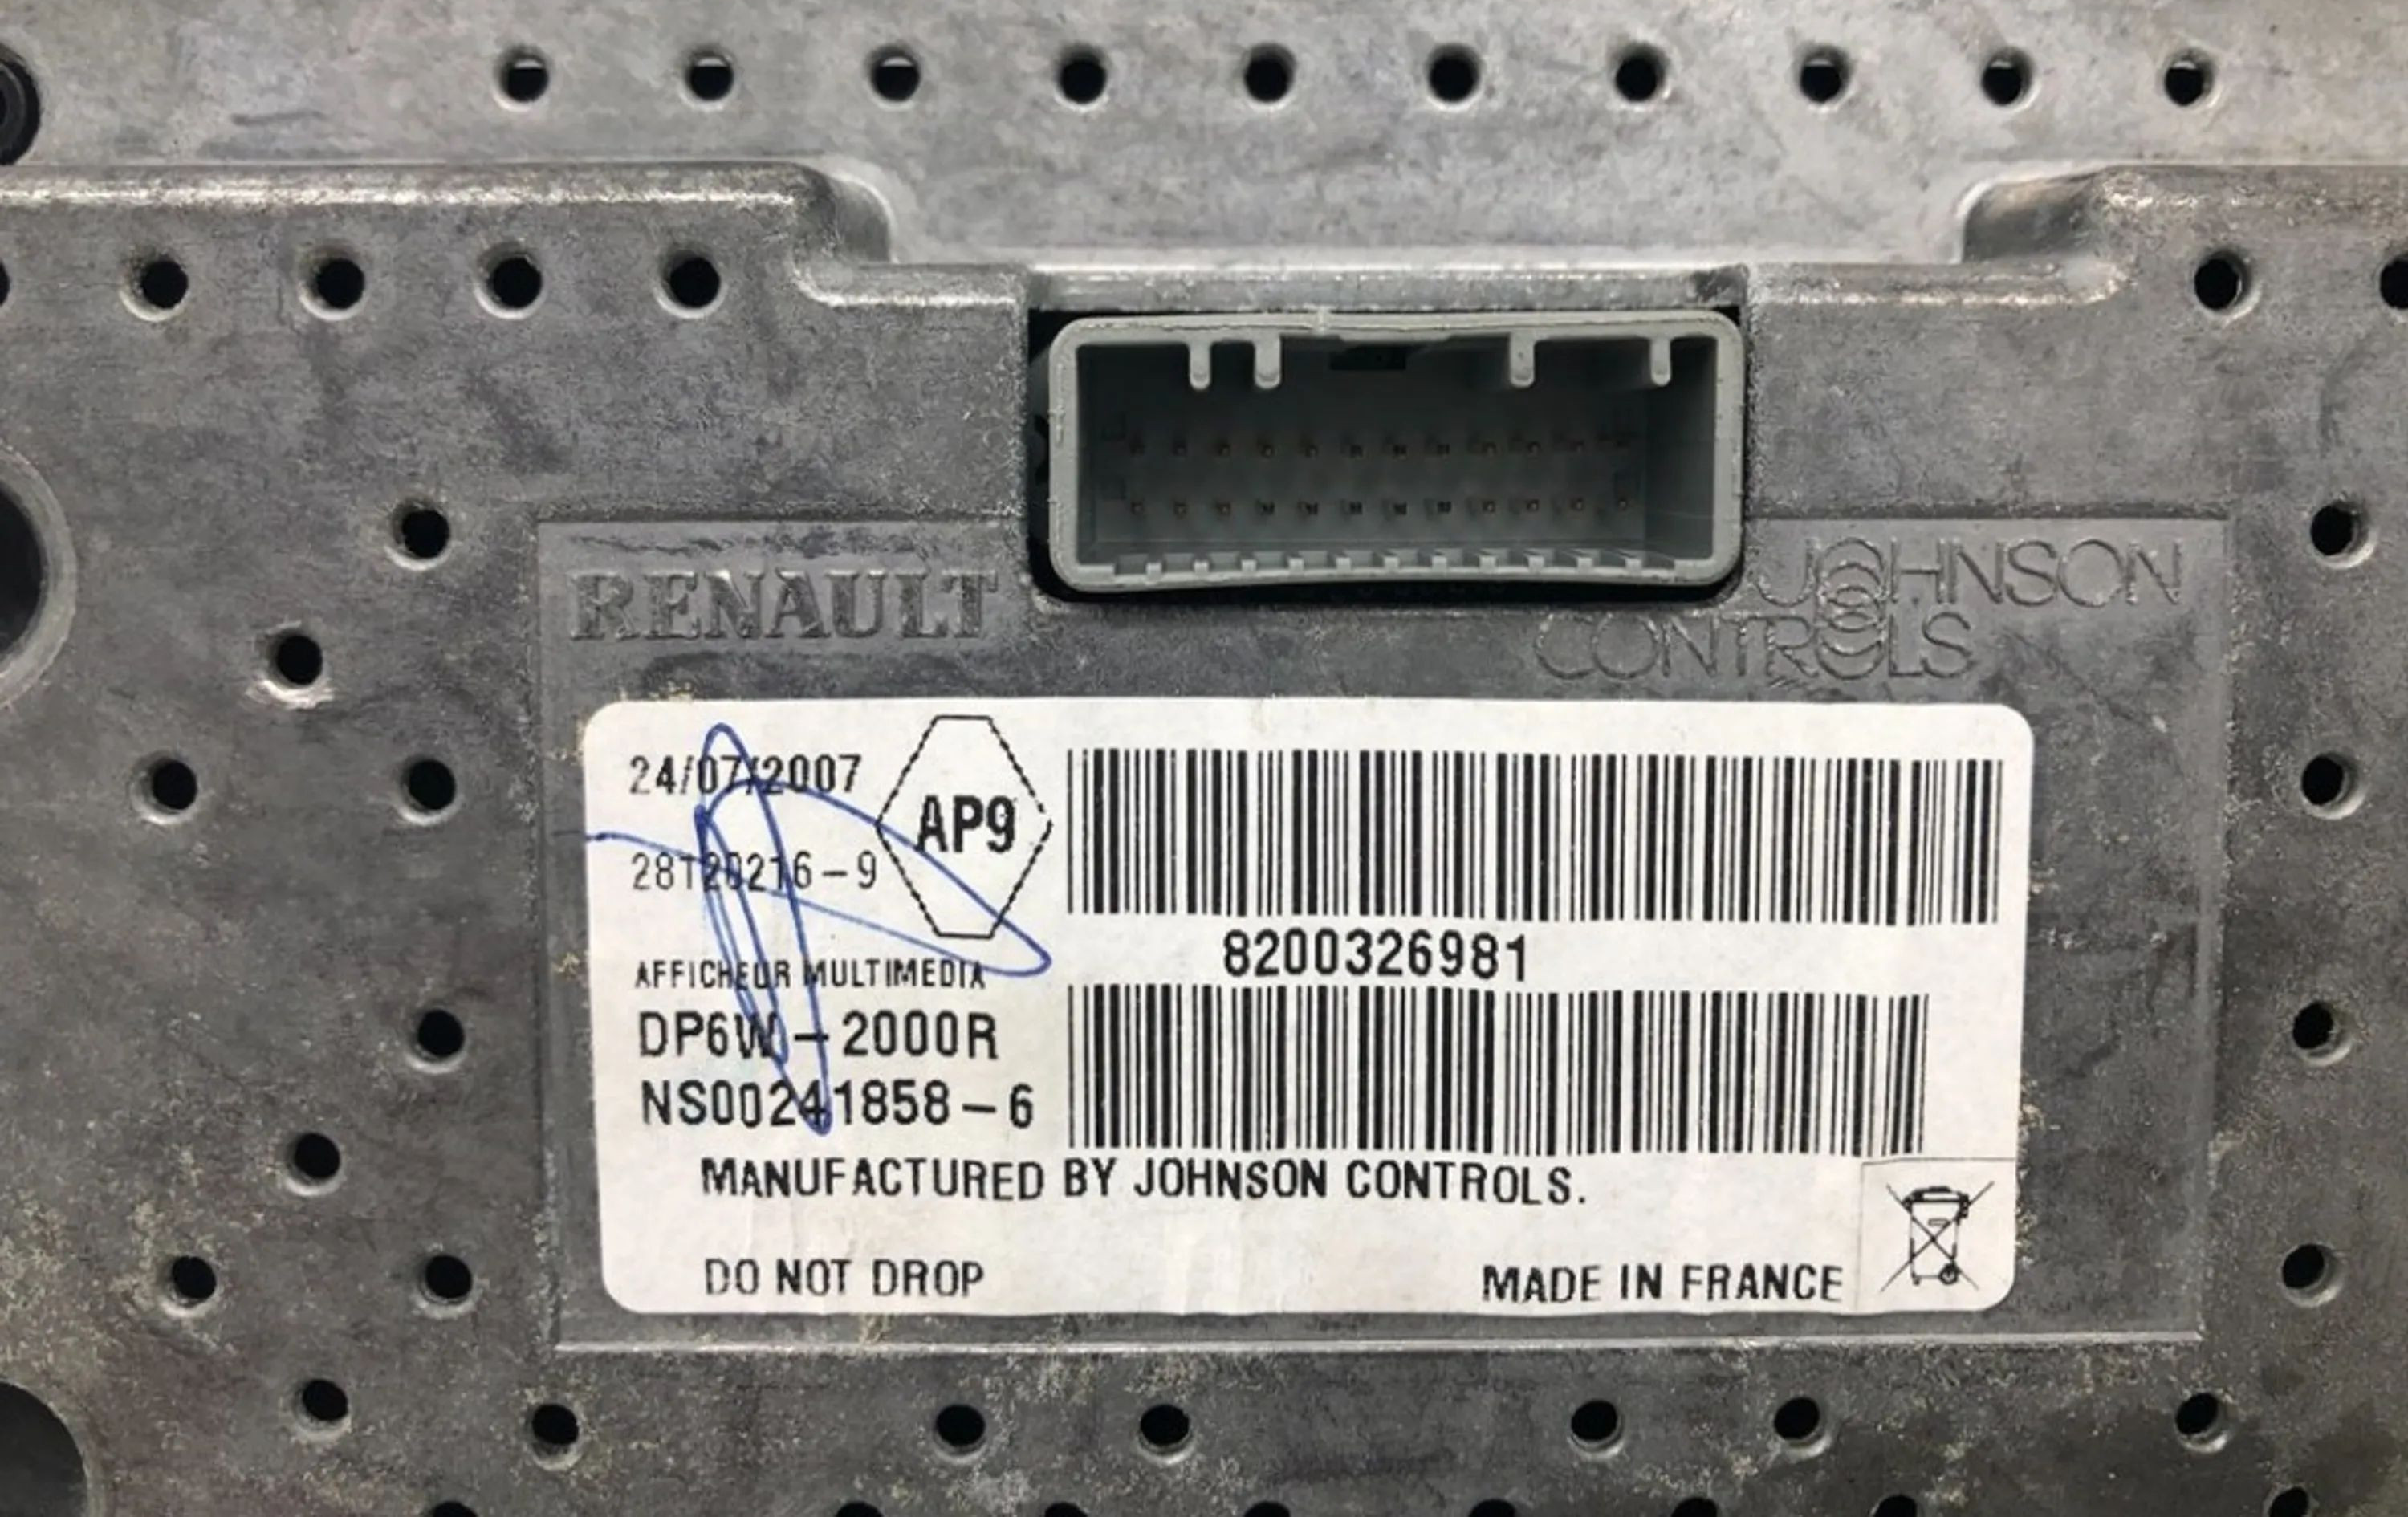 RENAULT
JOHNSON
CONTROLS
24/07/2007
AP9
28120216-9
8200326981
AFFICHEUR MULTIMEDIA
DP6W-2000R
NS00241858-6
MANUFACTURED BY JOHNSON CONTROLS.
DO NOT DROP
MADE IN FRANCE